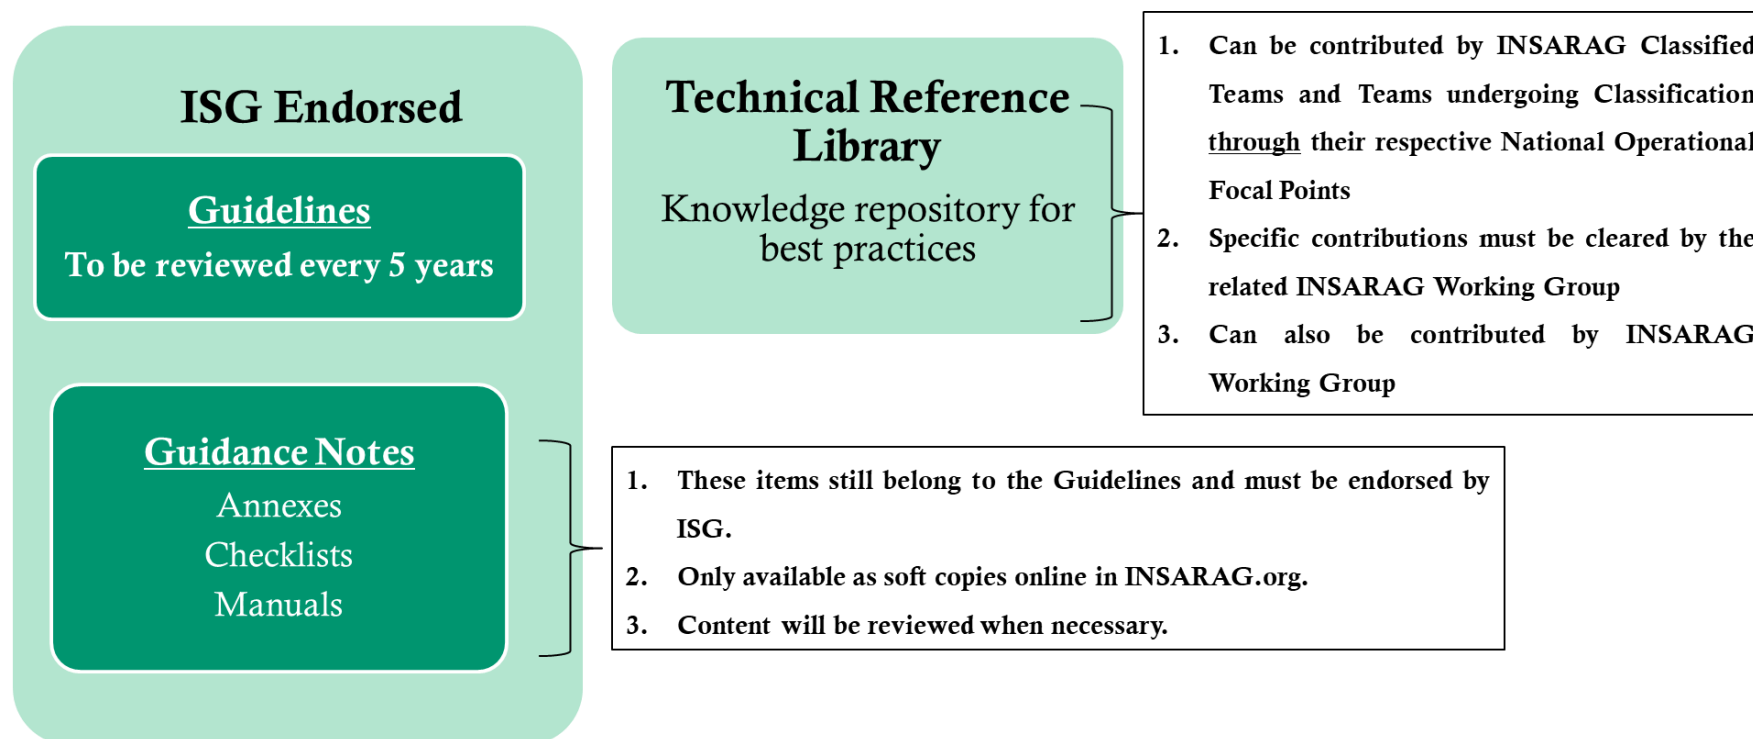 ISG Endorsed
Guidelines
To be reviewed every 5 years
Guidance Notes
Annexes
Checklists
Manuals
Technical Reference
Library
Knowledge repository for
best practices
1. Can be contributed by INSARAG Classified
Teams and Teams undergoing Classification
through their respective National Operational
Focal Points
2. Specific contributions must be cleared by the
related INSARAG Working Group
3. Can also be contributed by INSARAG
Working Group
1. These items still belong to the Guidelines and must be endorsed by
ISG.
2. Only available as soft copies online in INSARAG.org.
3. Content will be reviewed when necessary.